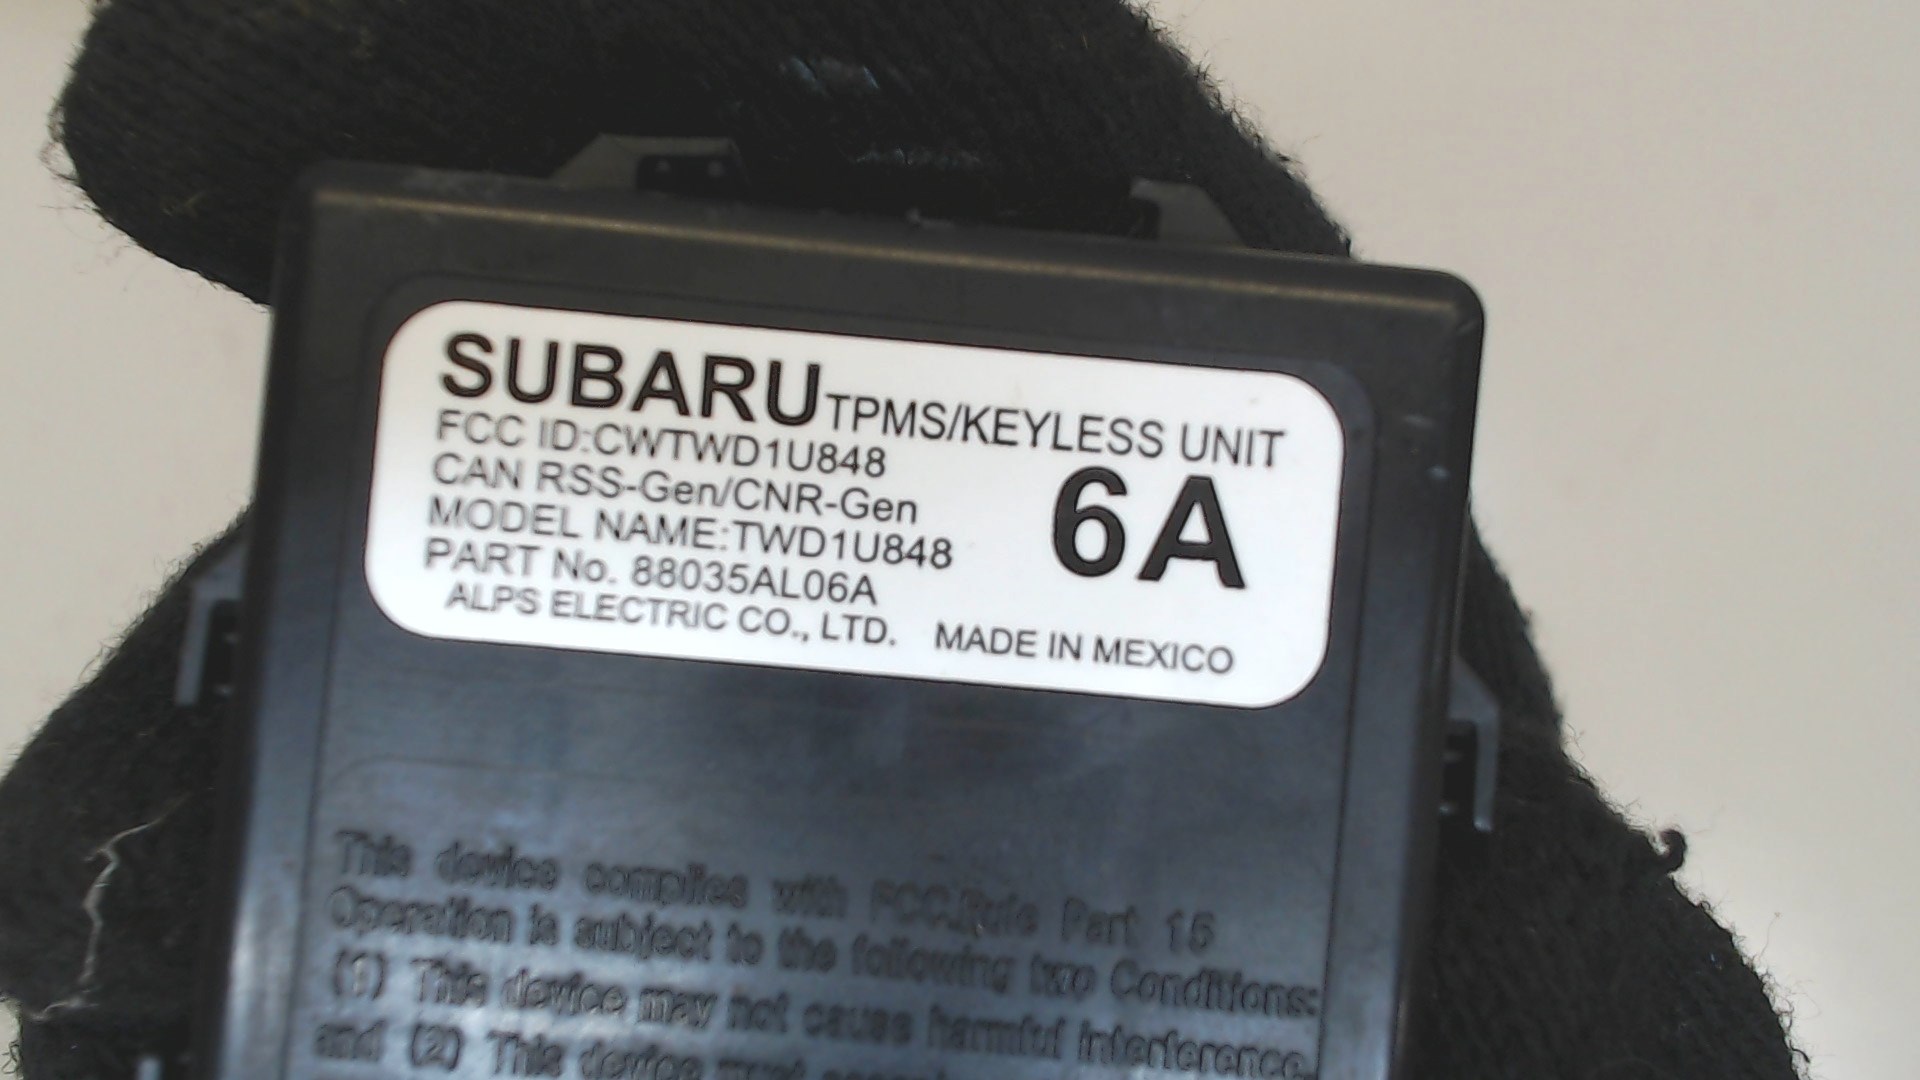 SUBARU TPMS/KEYLESS UNIT
FCC ID:CWTWD1U848
CAN RSS-Gen/CNR-Gen
6A
MODEL NAME:TWD1U848
PART No. 88035AL06A
ALPS ELECTRIC CO., LTD. MADE IN MEXICO
This device complies with FCC Rule Part 15
Operation is subject to the following two Conditions:
(1) This device may not cause harmful interference,
and (2) This device must